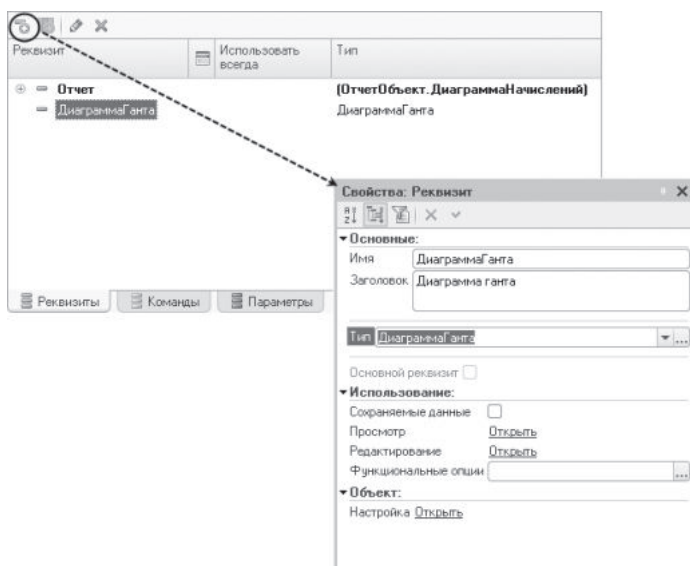 Реквизит Использовать всегда Тип
Отчет (ОтчетОбъект.ДиаграммаНачислений)
ДиаграммаГанта ДиаграммаГанта
Реквизиты Команды Параметры
Свойства: Реквизит
Основные:
Имя ДиаграммаГанта
Заголовок Диаграмма ганта
Тип ДиаграммаГанта
Основной реквизит
Использование:
Сохраняемые данные
Просмотр Открыть
Редактирование Открыть
Функциональные опции
Объект:
Настройка Открыть